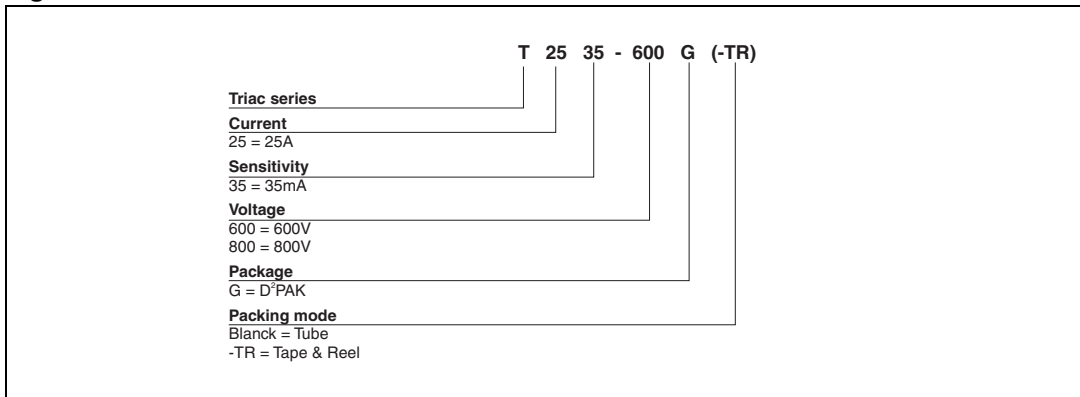 T 25 35 - 600 G (-TR)
Triac series
Current
25 = 25A
Sensitivity
35 = 35mA
Voltage
600 = 600V
800 = 800V
Package
G = D²PAK
Packing mode
Blanck = Tube
-TR = Tape & Reel